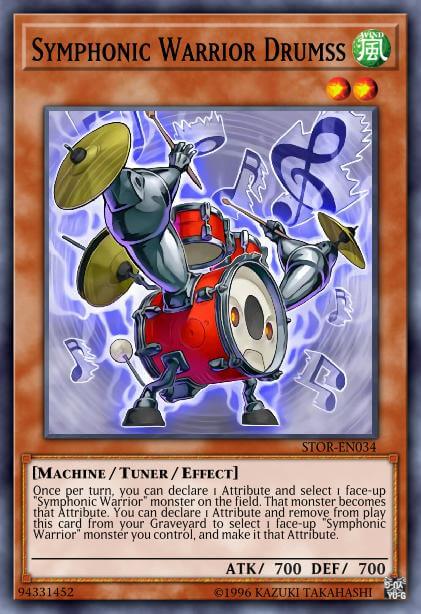 Symphonic Warrior Drumss
WIND
風
STOR-EN034
[Machine / Tuner / Effect]
Once per turn, you can declare 1 Attribute and select 1 face-up
"Symphonic Warrior" monster on the field. That monster becomes
that Attribute. You can declare 1 Attribute and remove from play
this card from your Graveyard to select 1 face-up "Symphonic
Warrior" monster you control, and make it that Attribute.
ATK/ 700 DEF/ 700
94331452
©1996 KAZUKI TAKAHASHI